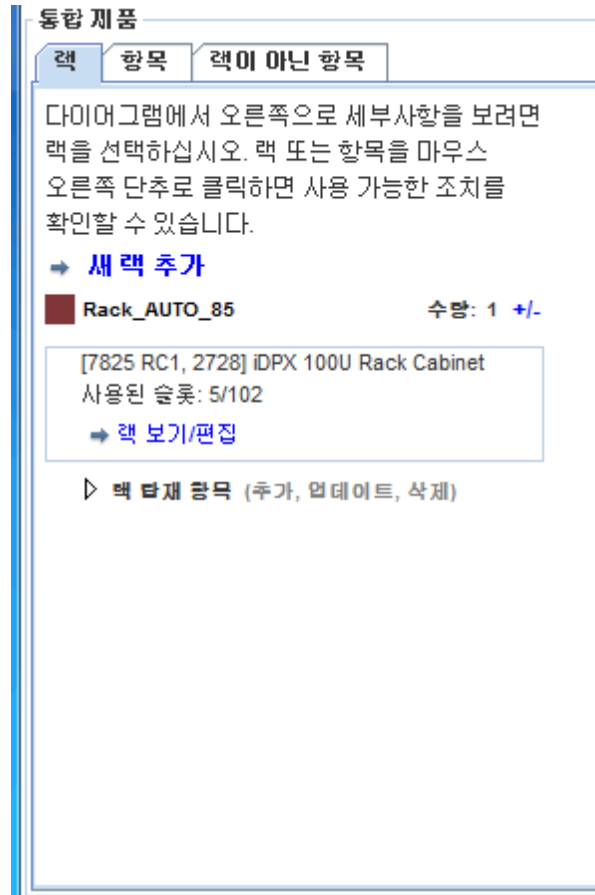 통합 제품
랙 항목 랙이 아닌 항목
다이어그램에서 오른쪽으로 세부사항을 보려면
랙을 선택하십시오. 랙 또는 항목을 마우스
오른쪽 단추로 클릭하면 사용 가능한 조치를
확인할 수 있습니다.
새 랙 추가
Rack_AUTO_85 수량: 1 +/-
[7825 RC1, 2728] iDPX 100U Rack Cabinet
사용된 슬롯: 5/102
랙 보기/편집
랙 탑재 항목 (추가, 업데이트, 삭제)